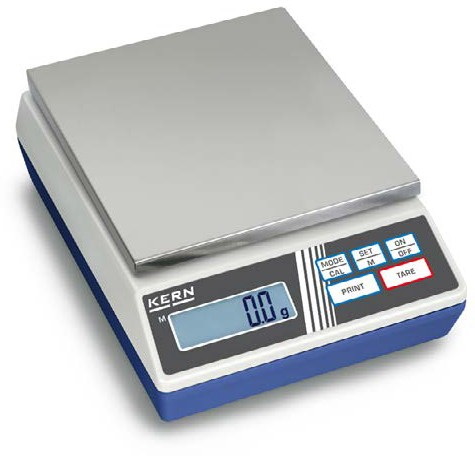 KERN
M
0.0 g
MODE
CAL
SET
M
ON
OFF
PRINT
TARE